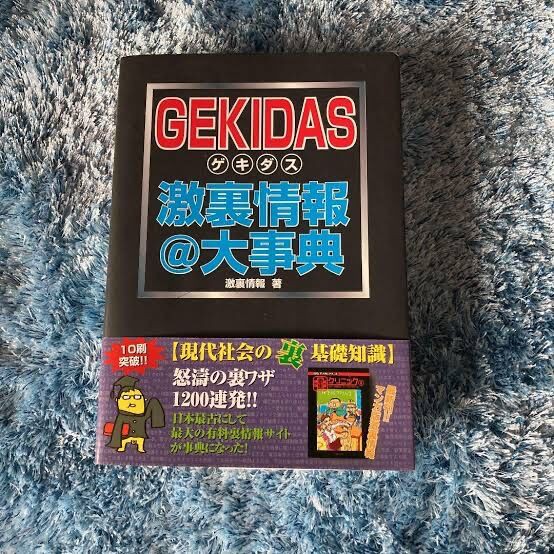 GEKIDAS
ゲキダス
激裏情報
@大事典
激裏情報 著
10刷
突破!!
【現代社会の裏基礎知識】
怒濤の裏ワザ
1200連発!!
日本最古にして
最大の有料裏情報サイト
が事典になった!